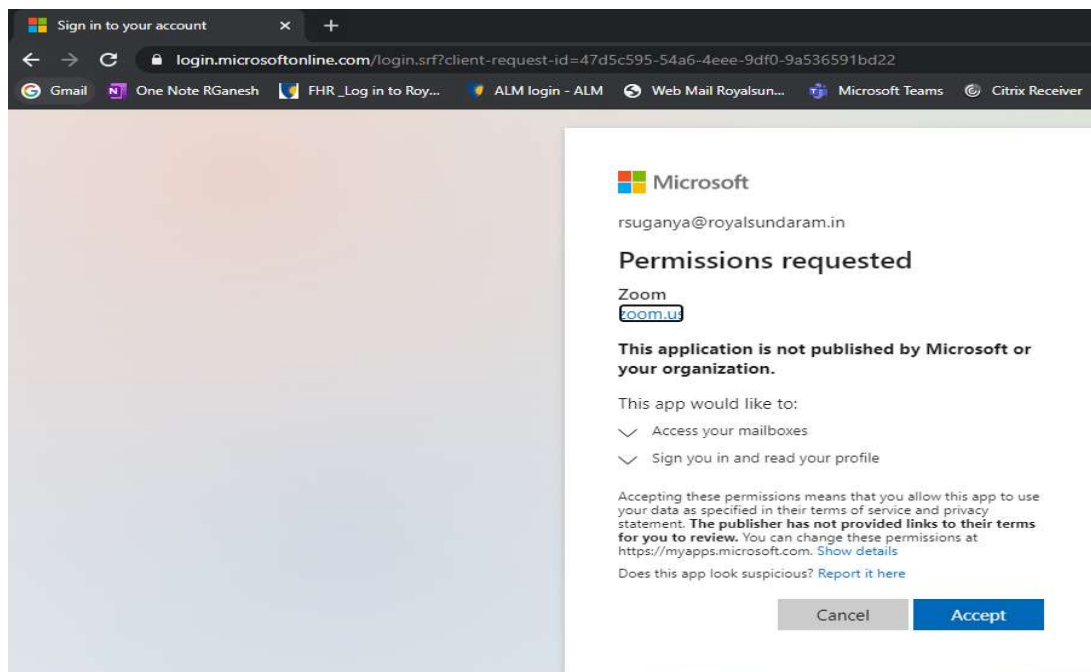 Sign in to your account
login.microsoftonline.com/login.srf?client-request-id=47d5c595-54a6-4eee-9df0-9a536591bd22
Gmail One Note RGanesh FHR _Log in to Roy... ALM login - ALM Web Mail Royalsun... Microsoft Teams Citrix Receiver
Microsoft
rsuganya@royalsundaram.in
Permissions requested
Zoom
zoom.us
This application is not published by Microsoft or
your organization.
This app would like to:
Access your mailboxes
Sign you in and read your profile
Accepting these permissions means that you allow this app to use
your data as specified in their terms of service and privacy
statement. The publisher has not provided links to their terms
for you to review. You can change these permissions at
https://myapps.microsoft.com. Show details
Does this app look suspicious? Report it here
Cancel Accept